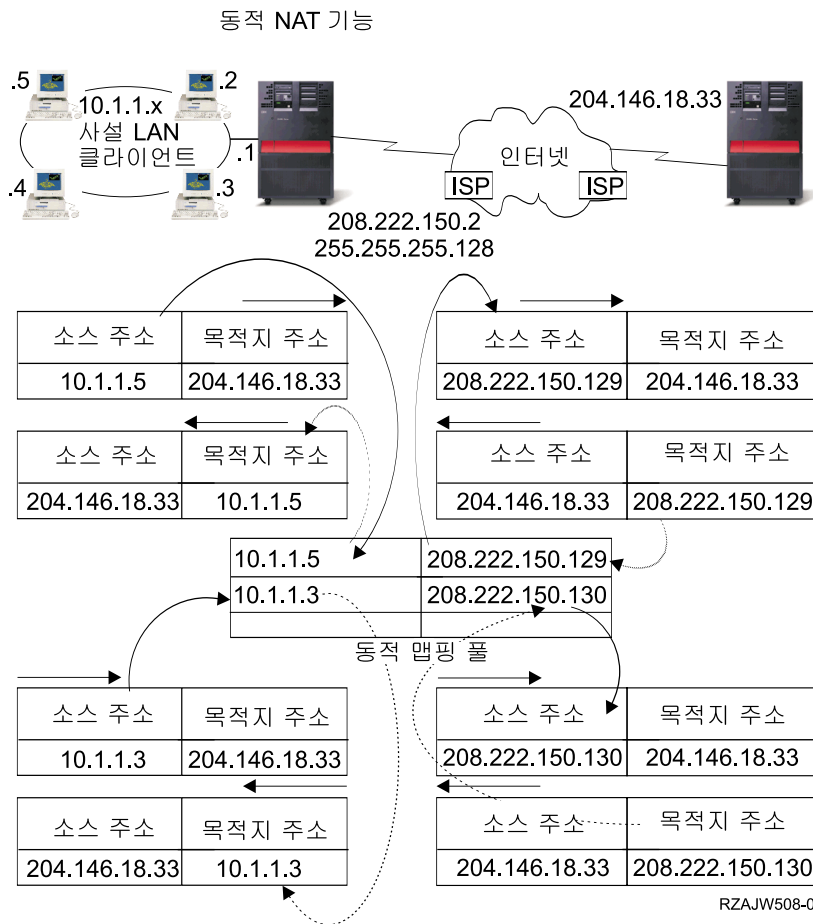 동적 NAT 기능
.5
.2
10.1.1.x
사설 LAN
클라이언트
.1
.4
.3
204.146.18.33
인터넷
ISP
ISP
208.222.150.2
255.255.255.128
소스 주소 목적지 주소
10.1.1.5 204.146.18.33
소스 주소 목적지 주소
208.222.150.129 204.146.18.33
소스 주소 목적지 주소
204.146.18.33 10.1.1.5
소스 주소 목적지 주소
204.146.18.33 208.222.150.129
10.1.1.5 208.222.150.129
10.1.1.3 208.222.150.130
동적 맵핑 풀
소스 주소 목적지 주소
10.1.1.3 204.146.18.33
소스 주소 목적지 주소
208.222.150.130 204.146.18.33
소스 주소 목적지 주소
204.146.18.33 10.1.1.3
소스 주소 목적지 주소
204.146.18.33 208.222.150.130
RZAJW508-0